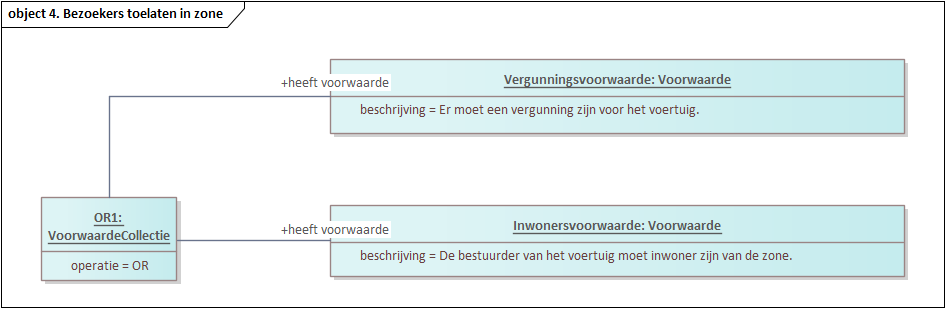 object 4. Bezoekers toelaten in zone
+heeft voorwaarde
Vergunningsvoorwaarde: Voorwaarde
beschrijving = Er moet een vergunning zijn voor het voertuig.
OR1:
VoorwaardeCollectie
operatie = OR
+heeft voorwaarde
Inwonersvoorwaarde: Voorwaarde
beschrijving = De bestuurder van het voertuig moet inwoner zijn van de zone.